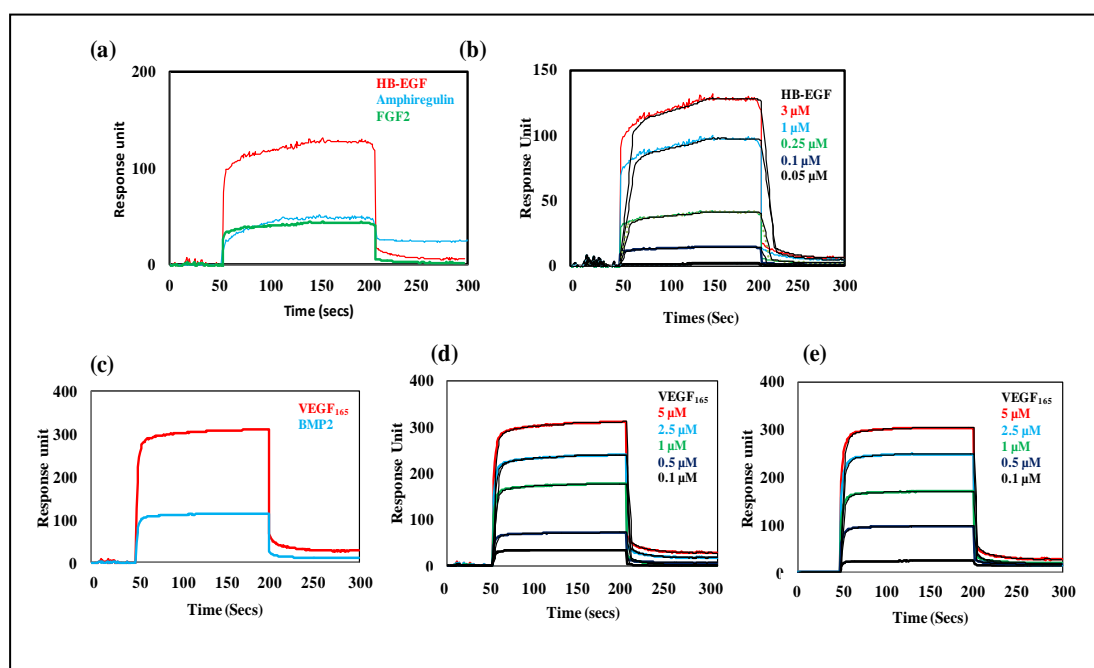 (a)
200
100
0
Response unit
HB-EGF
Amphiregulin
FGF2
0 50 100 150 200 250 300
Time (secs)
(b)
150
100
50
0
Response Unit
HB-EGF
3 µM
1 µM
0.25 µM
0.1 µM
0.05 µM
0 50 100 150 200 250 300
Times (Sec)
(c)
400
300
200
100
0
Response unit
VEGF₁₆₅
BMP2
0 50 100 150 200 250 300
Time (Secs)
(d)
400
300
200
100
0
Response Unit
VEGF₁₆₅
5 µM
2.5 µM
1 µM
0.5 µM
0.1 µM
0 50 100 150 200 250 300
Time (Secs)
(e)
400
300
200
100
0
Response unit
VEGF₁₆₅
5 µM
2.5 µM
1 µM
0.5 µM
0.1 µM
0 50 100 150 200 250 300
Time (Secs)